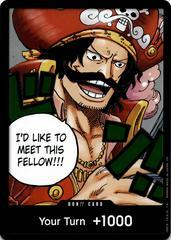 I'D LIKE TO
MEET THIS
FELLOW!!!
DON!! CARD
Your Turn +1000